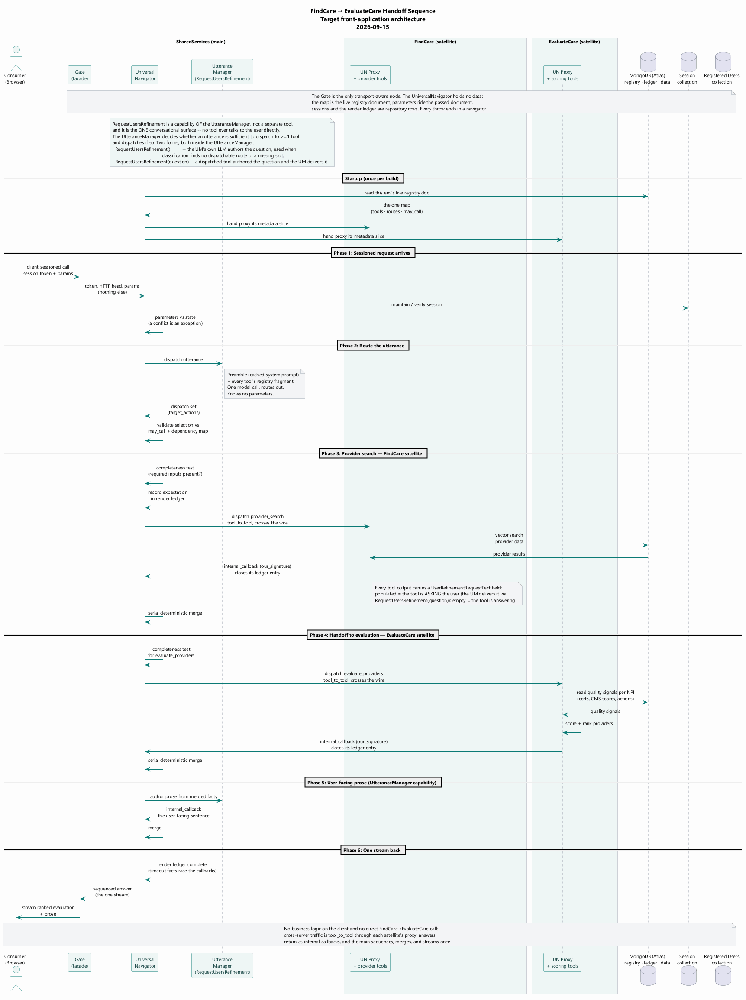 FindCare → EvaluateCare Handoff Sequence
Target front-application architecture
2026-09-15
SharedServices (main)
FindCare (satellite)
EvaluateCare (satellite)
Consumer
(Browser)
Gate
(facade)
Universal
Navigator
Utterance
Manager
(RequestUsersRefinement)
UN Proxy
+ provider tools
UN Proxy
+ scoring tools
MongoDB (Atlas)
registry · ledger · data
Session
collection
Registered Users
collection
The Gate is the only transport-aware node. The UniversalNavigator holds no data:
the map is the live registry document, parameters ride the passed document,
sessions and the render ledger are repository rows. Every throw ends in a navigator.
RequestUsersRefinement is a capability OF the UtteranceManager, not a separate tool,
and it is the ONE conversational surface -- no tool ever talks to the user directly.
The UtteranceManager decides whether an utterance is sufficient to dispatch to >=1 tool
and dispatches if so. Two forms, both inside the UtteranceManager:
RequestUsersRefinement() -- the UM's own LLM authors the question, used when
classification finds no dispatchable route or a missing slot;
RequestUsersRefinement(question) -- a dispatched tool authored the question and the UM delivers it.
Startup (once per build)
read this env's live registry doc
the one map
(tools · routes · may_call)
hand proxy its metadata slice
hand proxy its metadata slice
Phase 1: Sessioned request arrives
client_sessioned call
session token + params
token, HTTP head, params
(nothing else)
maintain / verify session
parameters vs state
(a conflict is an exception)
Phase 2: Route the utterance
dispatch utterance
Preamble (cached system prompt)
+ every tool's registry fragment.
One model call, routes out.
Knows no parameters.
dispatch set
(target_actions)
validate selection vs
may_call + dependency map
Phase 3: Provider search — FindCare satellite
completeness test
(required inputs present?)
record expectation
in render ledger
dispatch provider_search
tool_to_tool, crosses the wire
vector search
provider data
provider results
internal_callback (our_signature)
closes its ledger entry
Every tool output carries a UserRefinementRequestText field:
populated = the tool is ASKING the user (the UM delivers it via
RequestUsersRefinement(question)); empty = the tool is answering.
serial deterministic merge
Phase 4: Handoff to evaluation — EvaluateCare satellite
completeness test
for evaluate_providers
dispatch evaluate_providers
tool_to_tool, crosses the wire
read quality signals per NPI
(certs, CMS scores, actions)
quality signals
score + rank providers
internal_callback (our_signature)
closes its ledger entry
serial deterministic merge
Phase 5: User-facing prose (UtteranceManager capability)
author prose from merged facts
internal_callback
the user-facing sentence
merge
Phase 6: One stream back
render ledger complete
(timeout facts race the callbacks)
sequenced answer
(the one stream)
stream ranked evaluation
+ prose
No business logic on the client and no direct FindCare→EvaluateCare call:
cross-server traffic is tool_to_tool through each satellite's proxy, answers
return as internal callbacks, and the main sequences, merges, and streams once.
Consumer
(Browser)
Gate
(facade)
Universal
Navigator
Utterance
Manager
(RequestUsersRefinement)
UN Proxy
+ provider tools
UN Proxy
+ scoring tools
MongoDB (Atlas)
registry · ledger · data
Session
collection
Registered Users
collection